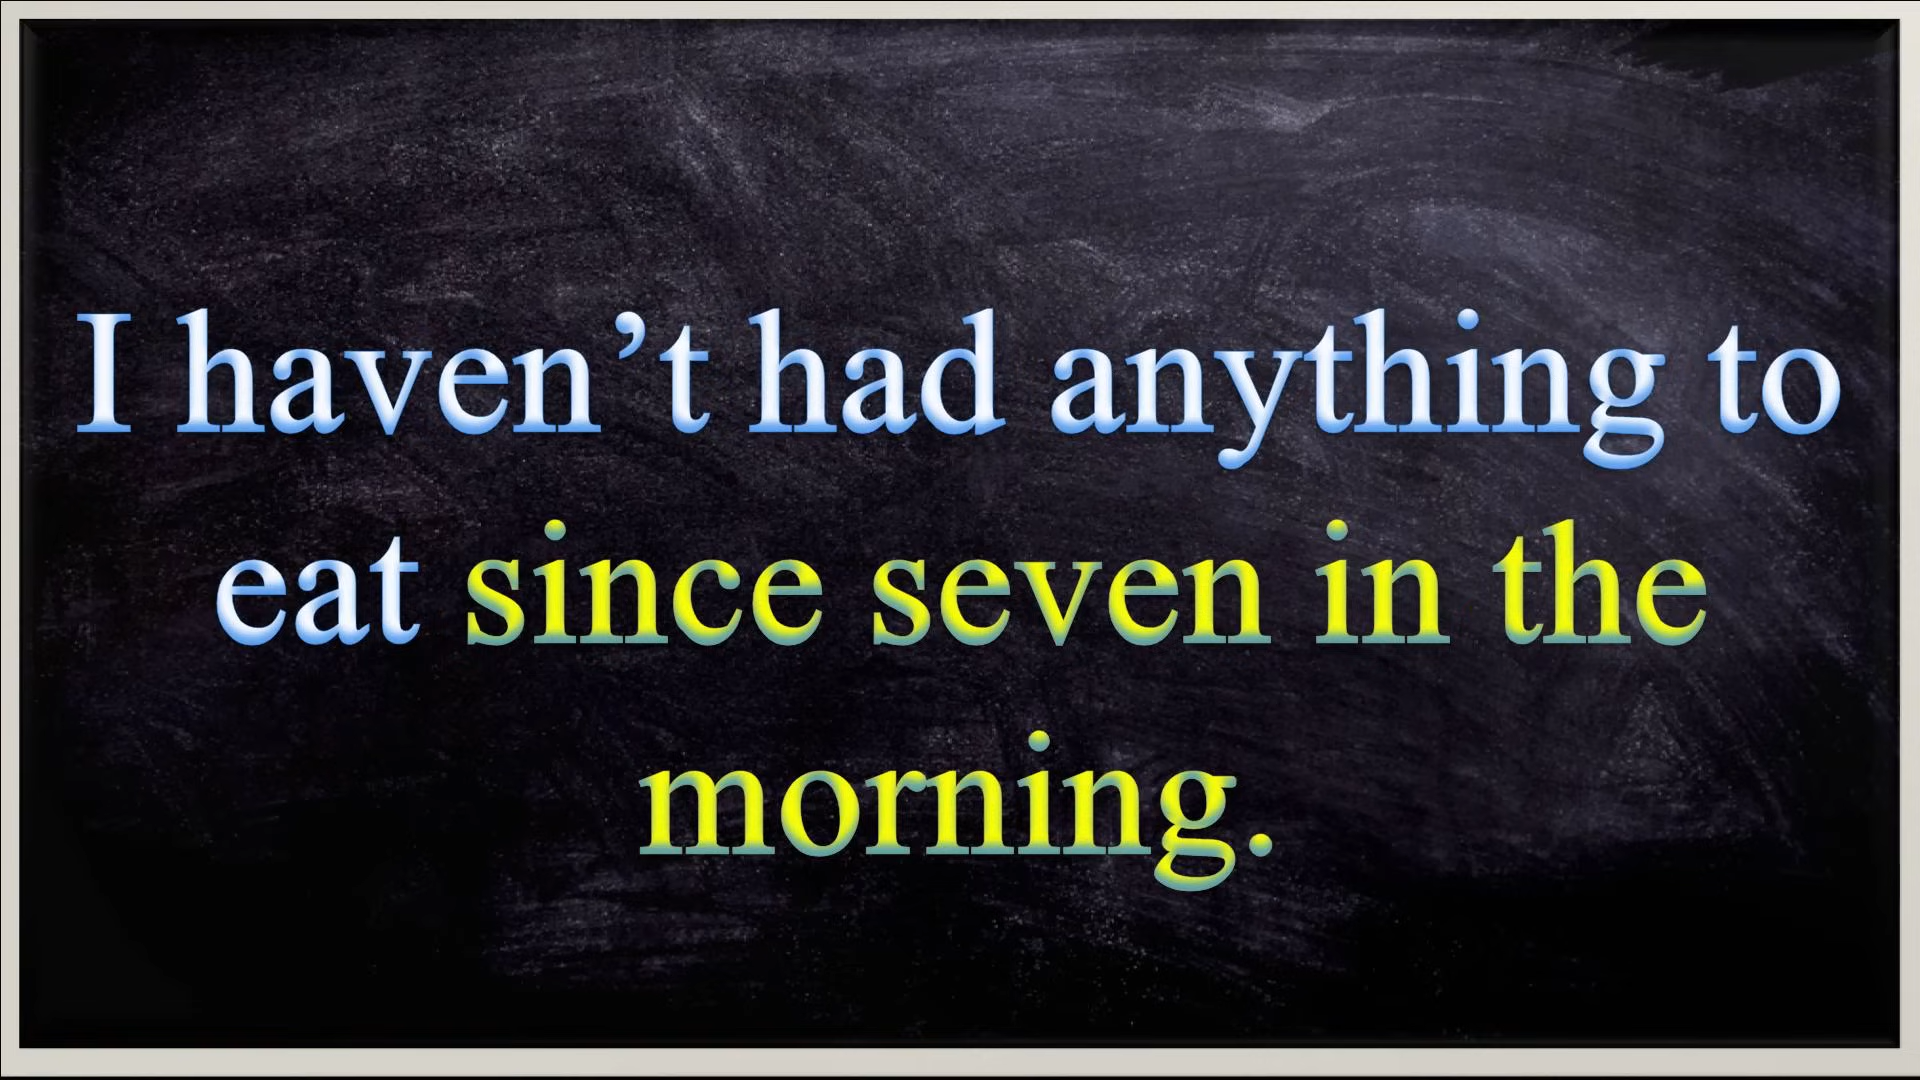 I haven’t had anything to
eat since seven in the
morning.